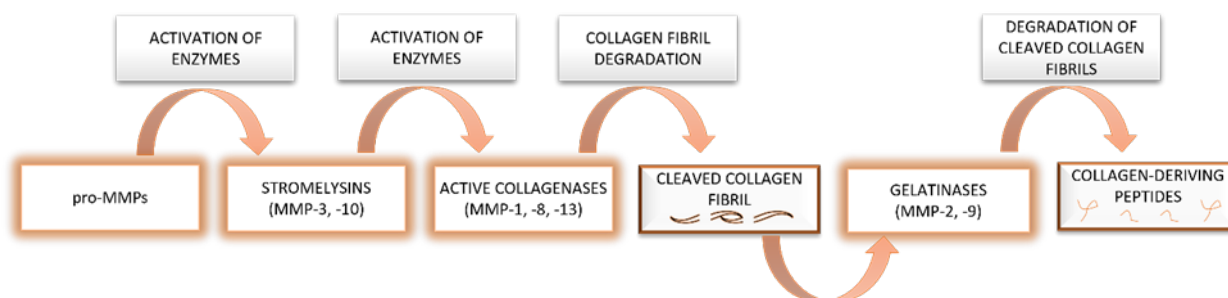 ACTIVATION OF
ENZYMES
ACTIVATION OF
ENZYMES
COLLAGEN FIBRIL
DEGRADATION
DEGRADATION OF
CLEAVED COLLAGEN
FIBRILS
pro-MMPs
STROMELYSINS
(MMP-3, -10)
ACTIVE COLLAGENASES
(MMP-1, -8, -13)
CLEAVED COLLAGEN
FIBRIL
GELATINASES
(MMP-2, -9)
COLLAGEN-DERIVING
PEPTIDES